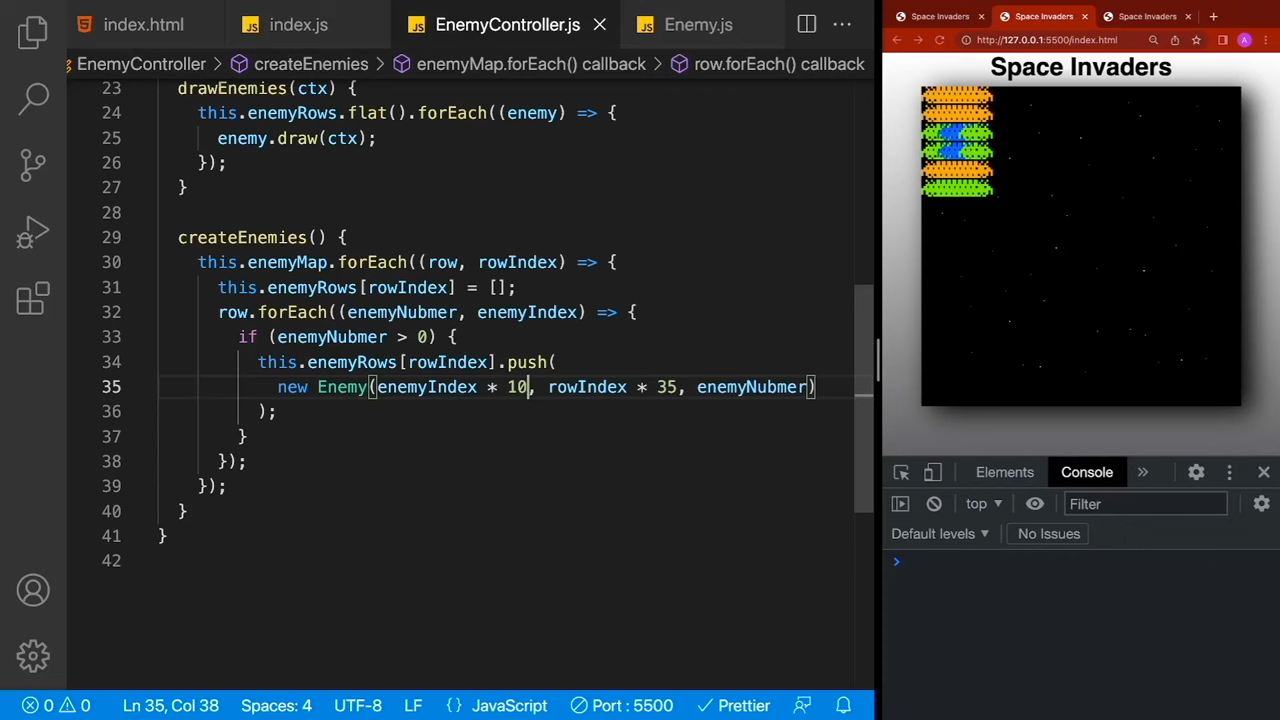 index.html
index.js
EnemyController.js
Enemy.js
EnemyController
createEnemies
enemyMap.forEach() callback
row.forEach() callback
23 drawEnemies(ctx) {
24 this.enemyRows.flat().forEach((enemy) => {
25 enemy.draw(ctx);
26 });
27 }
28
29 createEnemies() {
30 this.enemyMap.forEach((row, rowIndex) => {
31 this.enemyRows[rowIndex] = [];
32 row.forEach((enemyNubmer, enemyIndex) => {
33 if (enemyNubmer > 0) {
34 this.enemyRows[rowIndex].push(
35 new Enemy(enemyIndex * 10, rowIndex * 35, enemyNubmer)
36 );
37 }
38 });
39 });
40 }
41 }
42
0 0
Ln 35, Col 38
Spaces: 4
UTF-8
LF
{ } JavaScript
Port : 5500
Prettier
Space Invaders
Space Invaders
Space Invaders
http://127.0.0.1:5500/index.html
A
Space Invaders
Elements
Console
top
Filter
Default levels
No Issues